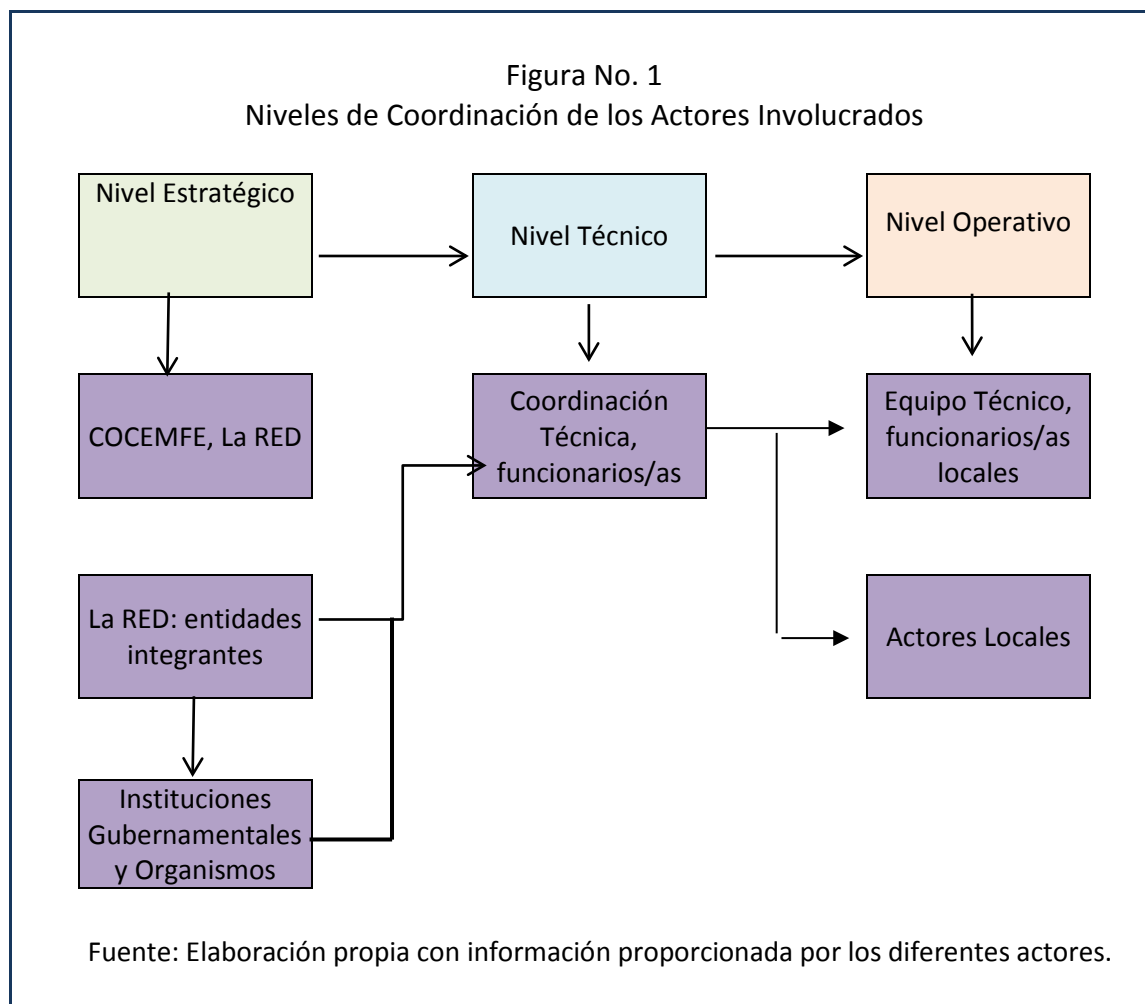 Figura No. 1
Niveles de Coordinación de los Actores Involucrados
Nivel Estratégico
Nivel Técnico
Nivel Operativo
COCEMFE, La RED
Coordinación
Técnica,
funcionarios/as
Equipo Técnico,
funcionarios/as
locales
La RED: entidades
integrantes
Actores Locales
Instituciones
Gubernamentales
y Organismos
Fuente: Elaboración propia con información proporcionada por los diferentes actores.